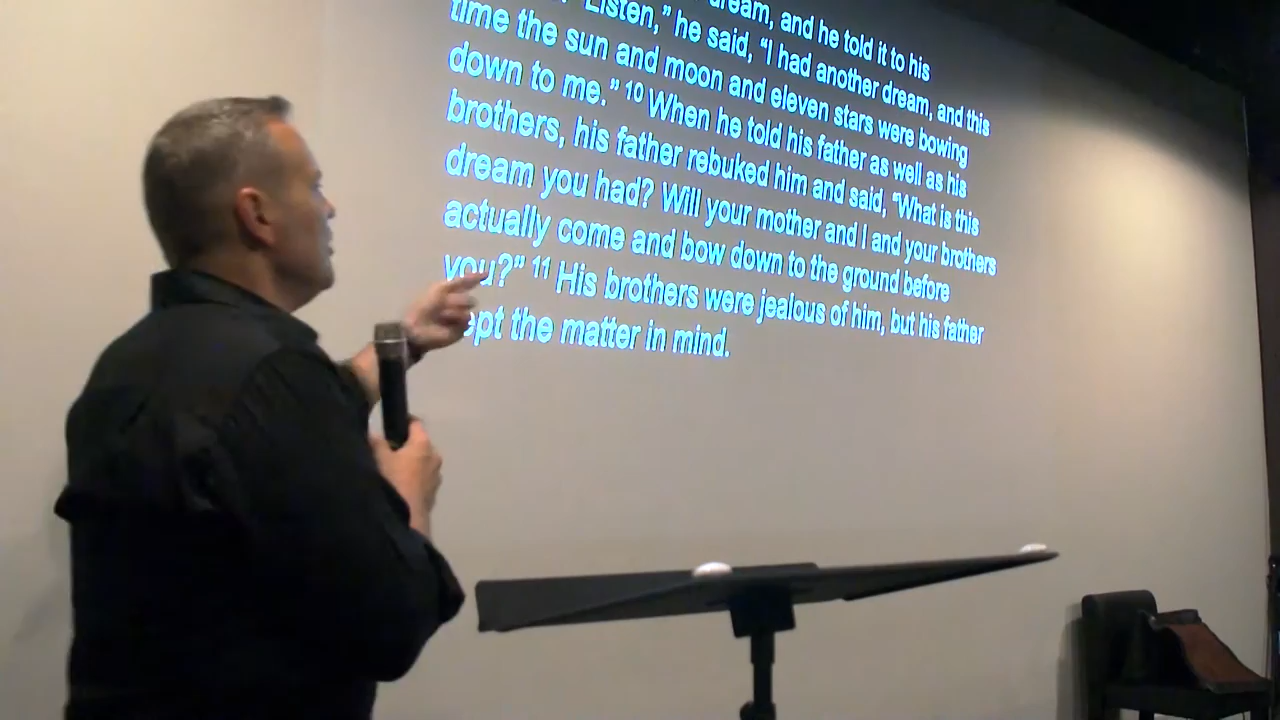 dream, and he told it to his
"Listen," he said, "I had another dream, and this
time the sun and moon and eleven stars were bowing
down to me." 10 When he told his father as well as his
brothers, his father rebuked him and said, "What is this
dream you had? Will your mother and I and your brothers
actually come and bow down to the ground before
you?" 11 His brothers were jealous of him, but his father
ept the matter in mind.